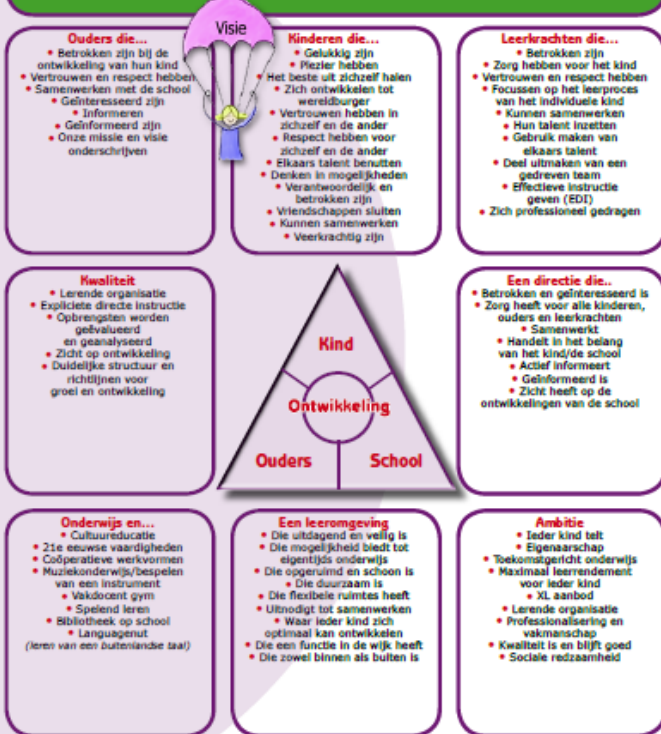 Visie
Ouders die...
• Betrokken zijn bij de
ontwikkeling van hun kind
• Vertrouwen en respect hebben
• Samenwerken met de school
• Geïnteresseerd zijn
• Informeren
• Geïnformeerd zijn
• Onze missie en visie
onderschrijven
Kinderen die...
• Gelukkig zijn
• Plezier hebben
• Het beste uit zichzelf halen
• Zich ontwikkelen tot
wereldburger
• Vertrouwen hebben in
zichzelf en de ander
• Respect hebben voor
zichzelf en de ander
• Elkaars talent benutten
• Denken in mogelijkheden
• Verantwoordelijk en
betrokken zijn
• Vriendschappen sluiten
• Kunnen samenwerken
• Veerkrachtig zijn
Leerkrachten die...
• Betrokken zijn
• Zorg hebben voor het kind
• Vertrouwen en respect hebben
• Focussen op het leerproces
van het individuele kind
• Kunnen samenwerken
• Hun talent inzetten
• Gebruik maken van
elkaars talent
• Deel uitmaken van een
gedreven team
• Effectieve instructie
geven (EDI)
• Zich professioneel gedragen
Kwaliteit
• Lerende organisatie
• Expliciete directe instructie
• Opbrengsten worden
geëvalueerd
en geanalyseerd
• Zicht op ontwikkeling
• Duidelijke structuur en
richtlijnen voor
groei en ontwikkeling
Kind
Ontwikkeling
Ouders
School
Een directie die..
• Betrokken en geïnteresseerd is
• Zorg heeft voor alle kinderen,
ouders en leerkrachten
• Samenwerkt
• Handelt in het belang
van het kind/de school
• Actief informeert
• Geïnformeerd is
• Zicht heeft op de
ontwikkelingen van de school
Onderwijs en...
• Cultuureducatie
• 21e eeuwse vaardigheden
• Coöperatieve werkvormen
• Muziekonderwijs/bespelen
van een instrument
• Vakdocent gym
• Spelend leren
• Bibliotheek op school
• Languagenut
(leren van een buitenlandse taal)
Een leeromgeving
• Die uitdagend en veilig is
• Die mogelijkheid biedt tot
eigentijds onderwijs
• Die opgeruimd en schoon is
• Die duurzaam is
• Die flexibele ruimtes heeft
• Uitnodigt tot samenwerken
• Waar ieder kind zich
optimaal kan ontwikkelen
• Die een functie in de wijk heeft
• Die zowel binnen als buiten is
Ambitie
• Ieder kind telt
• Eigenaarschap
• Toekomstgericht onderwijs
• Maximaal leerrendement
voor ieder kind
• XL aanbod
• Lerende organisatie
• Professionalisering en
vakmanschap
• Kwaliteit is en blijft goed
• Sociale redzaamheid